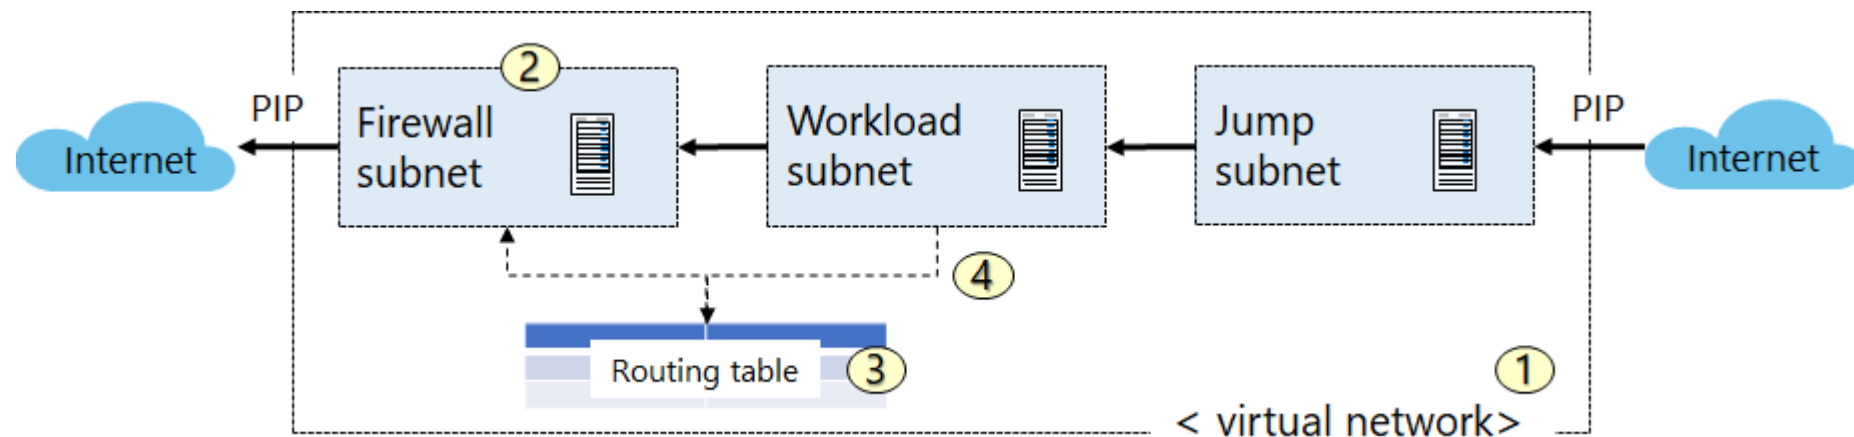 2
PIP
Firewall
subnet
Workload
subnet
Jump
subnet
PIP
Internet
Internet
4
Routing table
3
1
< virtual network>